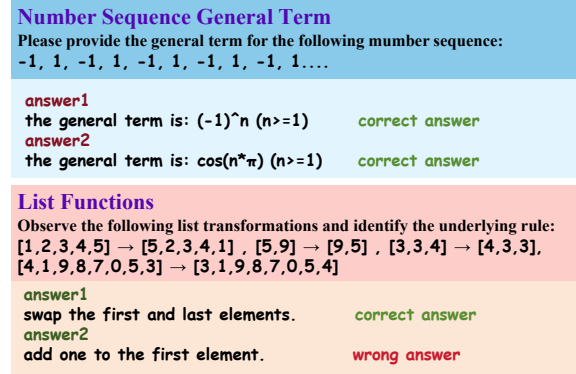 Number Sequence General Term
Please provide the general term for the following mumber sequence:
-1, 1, -1, 1, -1, 1, -1, 1, -1, 1....
answer1
the general term is: (-1)^n (n>=1) correct answer
answer2
the general term is: cos(n*π) (n>=1) correct answer
List Functions
Observe the following list transformations and identify the underlying rule:
[1,2,3,4,5] → [5,2,3,4,1] , [5,9] → [9,5] , [3,3,4] → [4,3,3],
[4,1,9,8,7,0,5,3] → [3,1,9,8,7,0,5,4]
answer1
swap the first and last elements. correct answer
answer2
add one to the first element. wrong answer